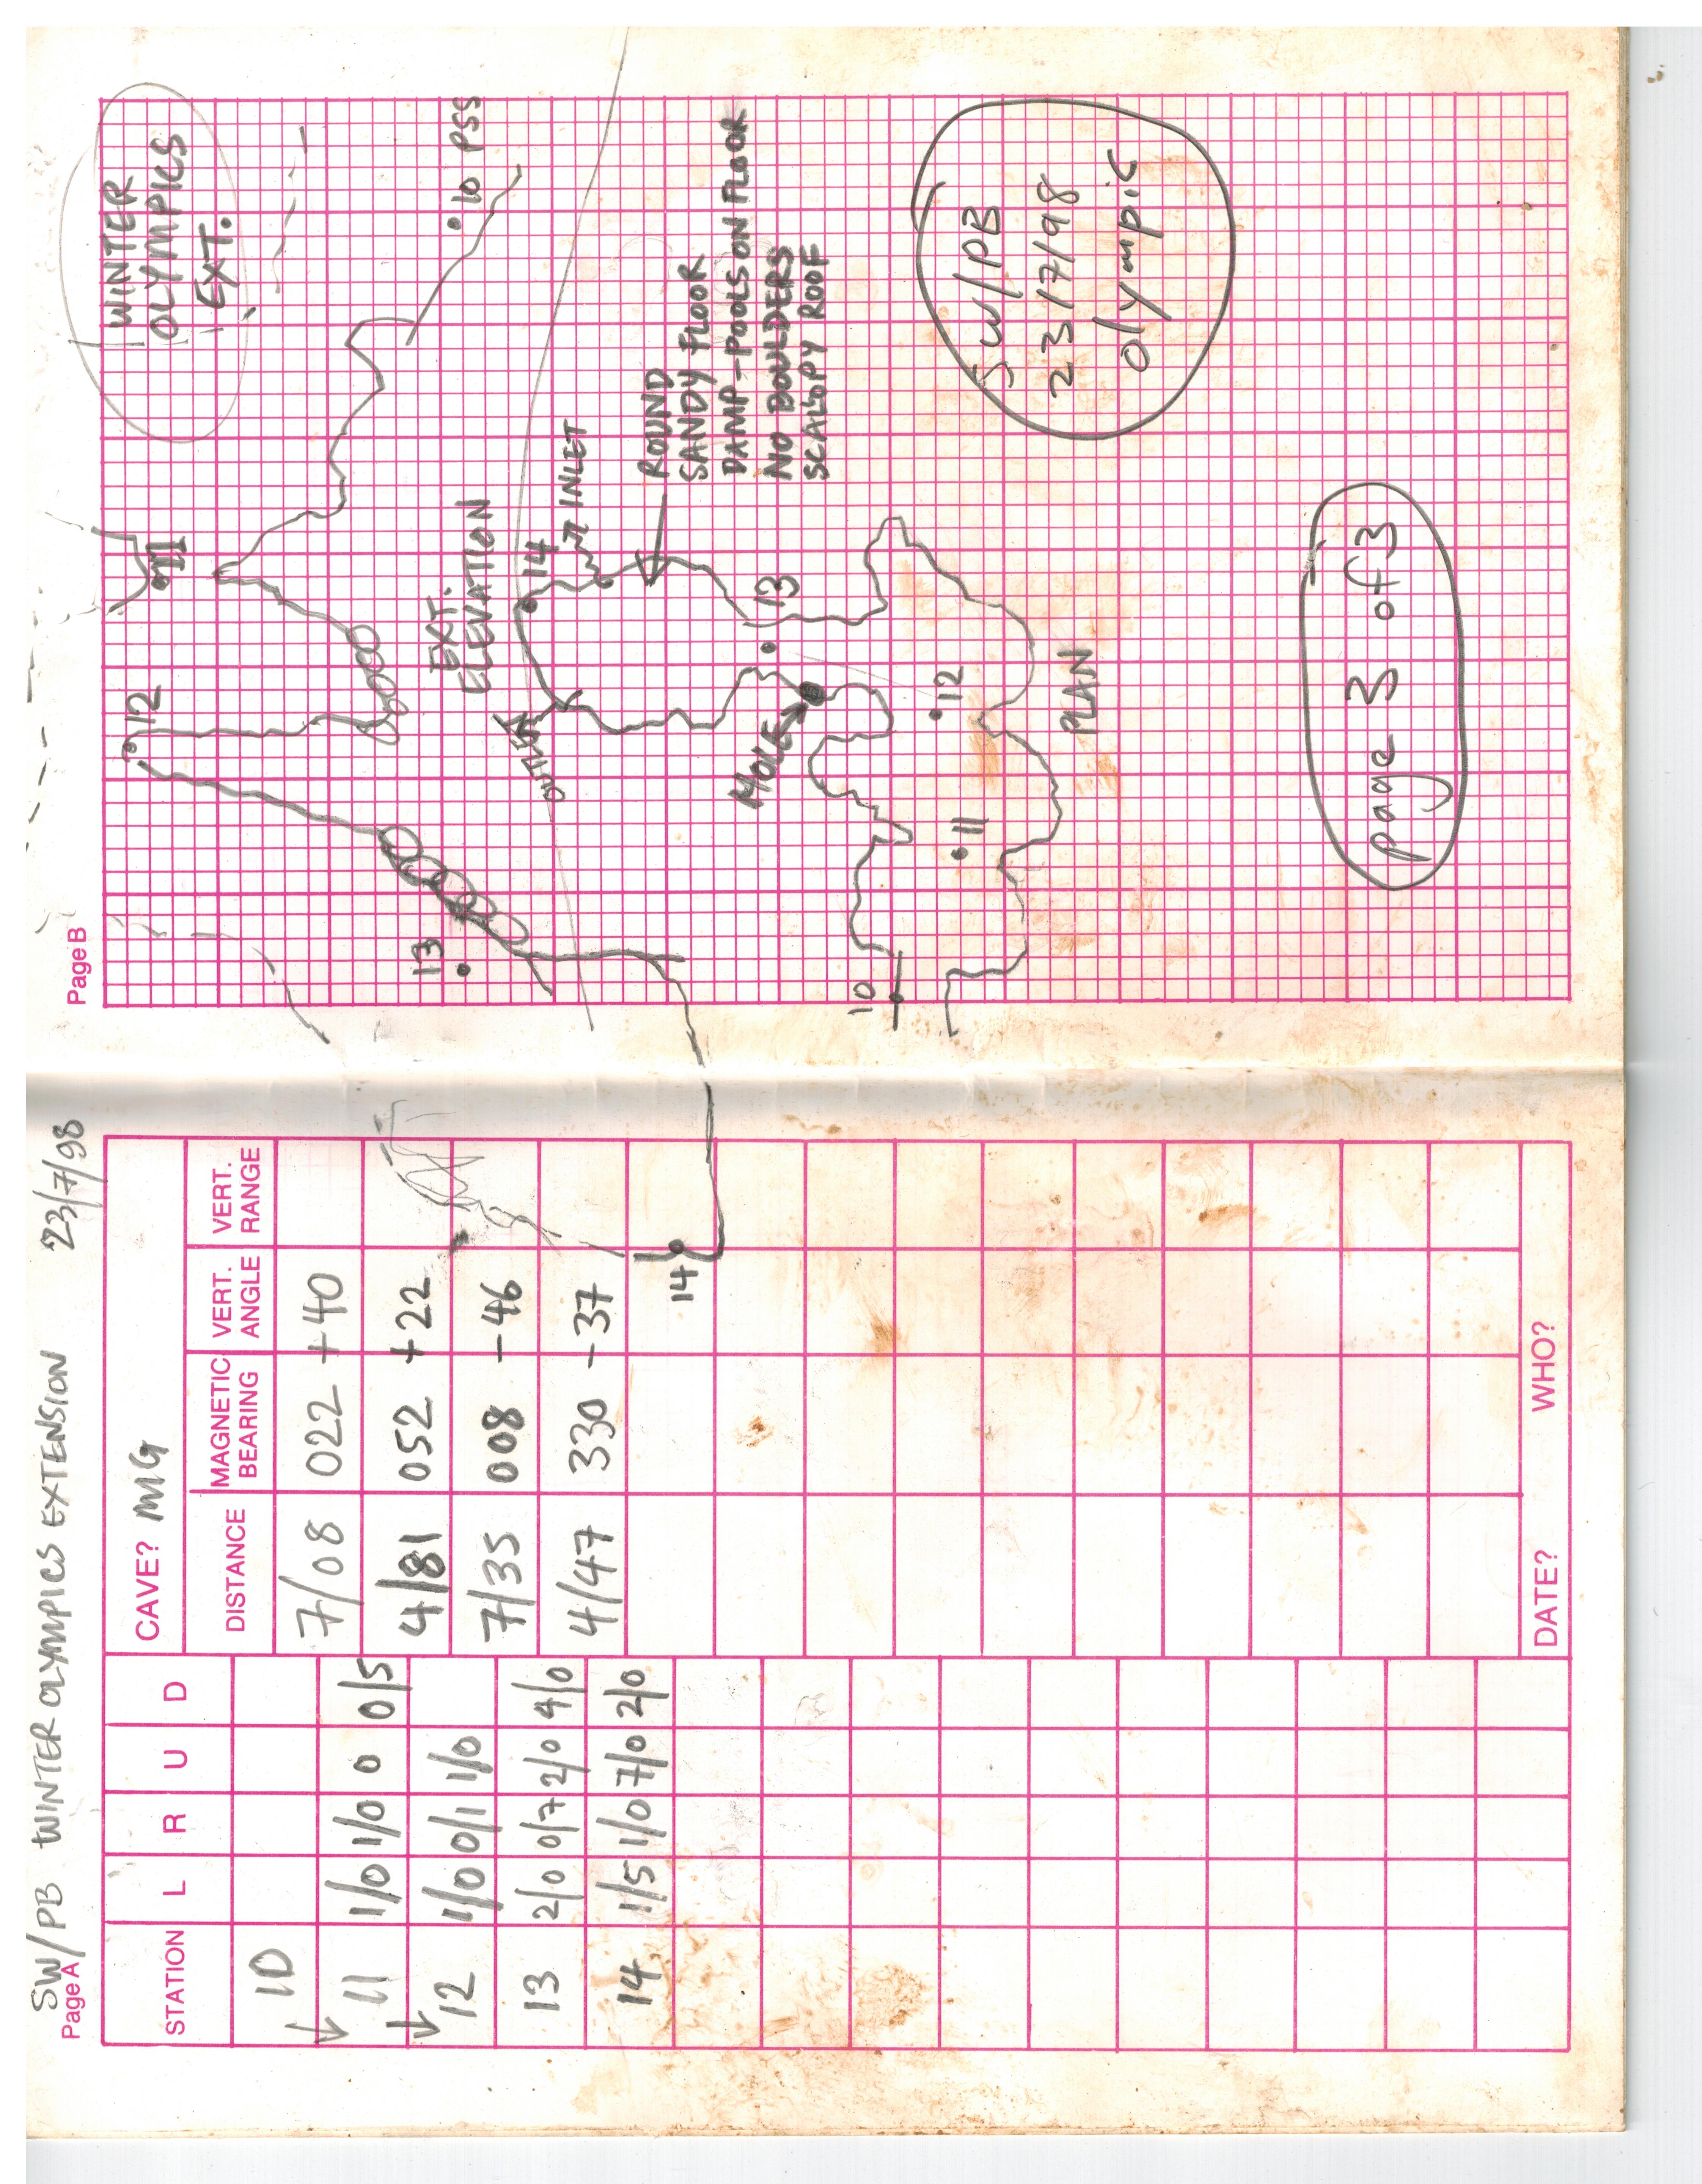 SW/PB WINTER OLYMPICS EXTENSION 23/7/98
Page A
CAVE? MG
STATION L R U D DISTANCE MAGNETIC BEARING VERT. ANGLE VERT. RANGE
10
7/08 022 +40
11 1/0 1/0 0 0/5
4/81 052 +22
12 1/0 0/1 1/0
7/35 008 -46
13 2/0 0/7 2/0 4/0
4/47 330 -37
14 1/5 1/0 7/0 2/0
14
DATE? WHO?
Page B
WINTER
OLYMPICS
EXT.
12
11
10 PSS
13
EXT.
ELEVATION
14
INLET
ROUND
SANDY FLOOR
DAMP - POOLS ON FLOOR
NO BOULDERS
SCALLOPY ROOF
13
12
11
10
PLAN
SW/PB
23/7/98
Olympic
page 3 of 3